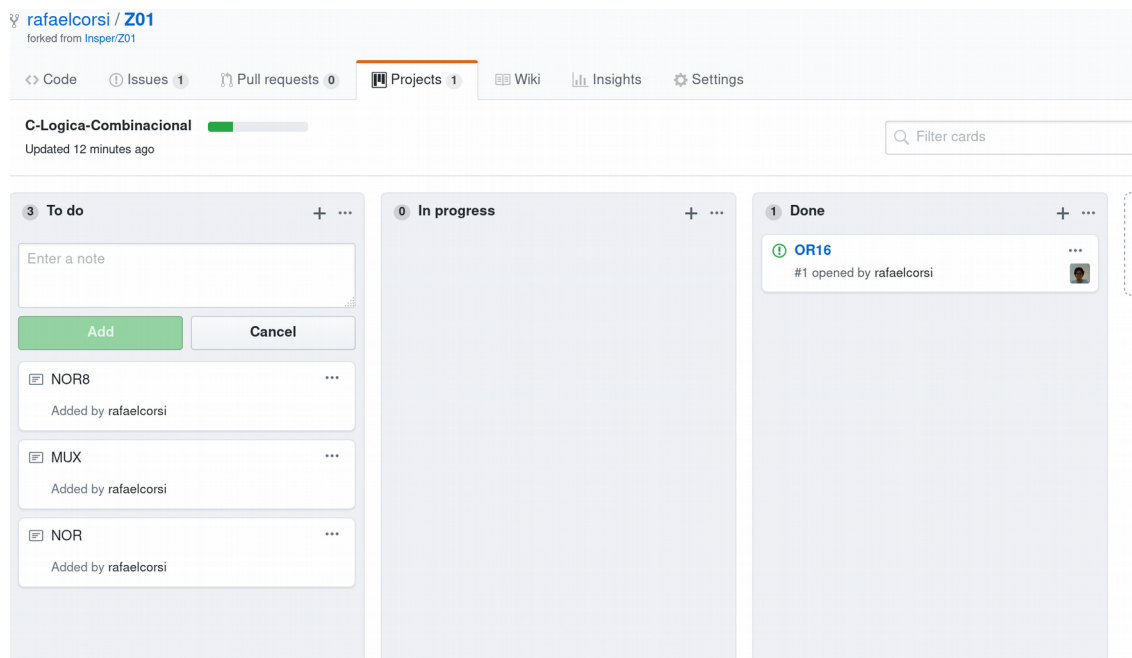 rafaelcorsi / Z01
forked from Insper/Z01
Code Issues 1 Pull requests 0 Projects 1 Wiki Insights Settings
C-Logica-Combinacional
Updated 12 minutes ago
Filter cards
3 To do
Enter a note
Add Cancel
NOR8
Added by rafaelcorsi
MUX
Added by rafaelcorsi
NOR
Added by rafaelcorsi
0 In progress
1 Done
OR16
#1 opened by rafaelcorsi